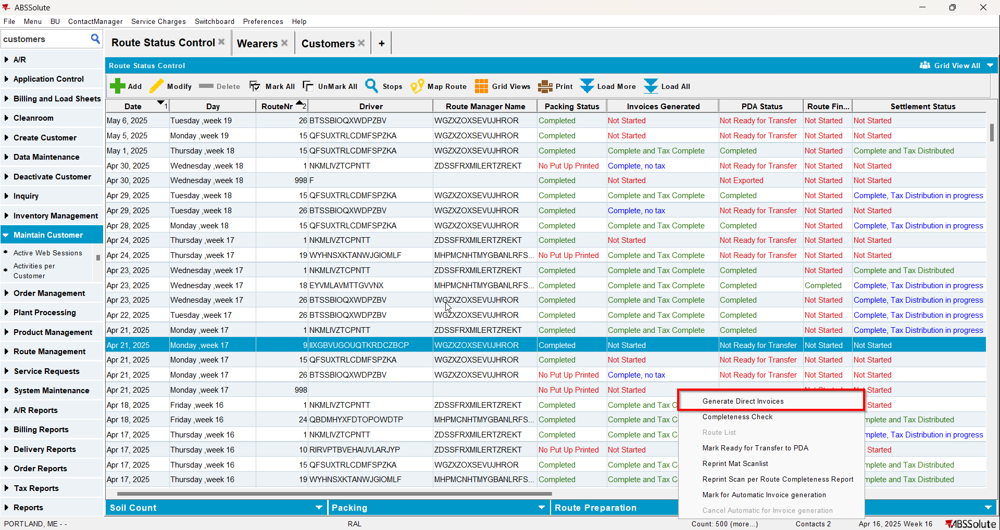 ABSSolute
File Menu BU ContactManager Service Charges Switchboard Preferences Help
customers
Route Status Control Wearers Customers +
Route Status Control Grid View All
Add Modify Delete Mark All UnMark All Stops Map Route Grid Views Print Load More Load All
A/R
Application Control
Billing and Load Sheets
Cleanroom
Create Customer
Data Maintenance
Deactivate Customer
Inquiry
Inventory Management
Maintain Customer
Active Web Sessions
Activities per
Customer
Order Management
Plant Processing
Product Management
Route Management
Service Requests
System Maintenance
A/R Reports
Billing Reports
Delivery Reports
Order Reports
Tax Reports
Reports
Date 1 Day RouteNr 2 Driver Route Manager Name Packing Status Invoices Generated PDA Status Route Fin... Settlement Status
May 6, 2025 Tuesday ,week 19 26 BTSSBIOQXWDPZBV WGZXZOXSEVUJHROR Completed Not Started Not Ready for Transfer Not Started Not Started
May 5, 2025 Monday ,week 19 15 QFSUXTRLCDMFSPZKA WGZXZOXSEVUJHROR Completed Not Started Not Ready for Transfer Not Started Not Started
May 1, 2025 Thursday ,week 18 15 QFSUXTRLCDMFSPZKA WGZXZOXSEVUJHROR Completed Complete and Tax Complete Completed Not Started Complete and Tax Distributed
Apr 30, 2025 Wednesday ,week 18 1 NKMLIVZTCPNTT ZDSSFRXMILERTZREKT No Put Up Printed Complete, no tax Not Ready for Transfer Not Started Not Started
Apr 30, 2025 Wednesday ,week 18 998 F Completed Not Started Not Exported Not Started Not Started
Apr 29, 2025 Tuesday ,week 18 15 QFSUXTRLCDMFSPZKA WGZXZOXSEVUJHROR Completed Complete and Tax Complete Completed Not Started Complete, Tax Distribution in progress
Apr 29, 2025 Tuesday ,week 18 26 BTSSBIOQXWDPZBV WGZXZOXSEVUJHROR Completed Complete, no tax Not Ready for Transfer Not Started Not Started
Apr 28, 2025 Monday ,week 18 15 QFSUXTRLCDMFSPZKA WGZXZOXSEVUJHROR Completed Complete and Tax Complete Completed Not Started Complete, Tax Distribution in progress
Apr 24, 2025 Thursday ,week 17 1 NKMLIVZTCPNTT ZDSSFRXMILERTZREKT Completed Not Started Not Ready for Transfer Not Started Not Started
Apr 24, 2025 Thursday ,week 17 19 WYHNSXKTANWJGIOMLF MHPMCNHTMYGBANLRFS... No Put Up Printed Complete and Tax Complete Not Ready for Transfer Not Started Not Started
Apr 23, 2025 Wednesday ,week 17 1 NKMLIVZTCPNTT ZDSSFRXMILERTZREKT Completed Complete and Tax Complete Completed Not Started Complete and Tax Distributed
Apr 23, 2025 Wednesday ,week 17 18 EYVMLAVMTTGVVNX MHPMCNHTMYGBANLRFS... Completed Complete and Tax Complete Completed Completed Complete, Tax Distribution in progress
Apr 23, 2025 Wednesday ,week 17 26 BTSSBIOQXWDPZBV WGZXZOXSEVUJHROR Completed Complete and Tax Complete Completed Not Started Complete, Tax Distribution in progress
Apr 22, 2025 Tuesday ,week 17 26 BTSSBIOQXWDPZBV WGZXZOXSEVUJHROR Completed Complete and Tax Complete Completed Not Started Complete, Tax Distribution in progress
Apr 21, 2025 Monday ,week 17 1 NKMLIVZTCPNTT ZDSSFRXMILERTZREKT Completed Complete and Tax Complete Completed Not Started Complete, Tax Distribution in progress
Apr 21, 2025 Monday ,week 17 9 IIXGBVUGOUQTKRDCZBCP WGZXZOXSEVUJHROR Completed Not Started Not Ready for Transfer Not Started Not Started
Apr 21, 2025 Monday ,week 17 15 QFSUXTRLCDMFSPZKA WGZXZOXSEVUJHROR Completed Not Started Not Ready for Transfer Not Started Not Started
Apr 21, 2025 Monday ,week 17 26 BTSSBIOQXWDPZBV WGZXZOXSEVUJHROR No Put Up Printed Complete, no tax Not Ready for Transfer Not Started Not Started
Apr 21, 2025 Monday ,week 17 998 No Put Up Printed Not Started Started
Apr 18, 2025 Friday ,week 16 1 NKMLIVZTCPNTT ZDSSFRXMILERTZREKT Completed Complete and Tax C Started
Apr 18, 2025 Friday ,week 16 24 QBDMHYXFDTOPOWDTP MHPMCNHTMYGBANLRFS... Completed Complete and Tax C mplete and Tax Distributed
Apr 17, 2025 Thursday ,week 16 1 NKMLIVZTCPNTT ZDSSFRXMILERTZREKT Completed Complete and Tax C mplete, Tax Distribution in progress
Apr 17, 2025 Thursday ,week 16 10 RIRVPTBVEHAUVLARJYP ZDSSFRXMILERTZREKT No Put Up Printed Not Started Started
Apr 17, 2025 Thursday ,week 16 15 QFSUXTRLCDMFSPZKA WGZXZOXSEVUJHROR Completed Complete and Tax C mplete and Tax Distributed
Apr 17, 2025 Thursday ,week 16 19 WYHNSXKTANWJGIOMLF MHPMCNHTMYGBANLRFS... Completed Complete and Tax C mplete and Tax Distributed
Generate Direct Invoices
Completeness Check
Route List
Mark Ready for Transfer to PDA
Reprint Mat Scanlist
Reprint Scan per Route Completeness Report
Mark for Automatic Invoice generation
Cancel Automatic for Invoice generation
Soil Count Packing Route Preparation
PORTLAND, ME - - RAL Count: 500 (more...) Contacts 2 Apr 16, 2025 Week 16 ABSSolute